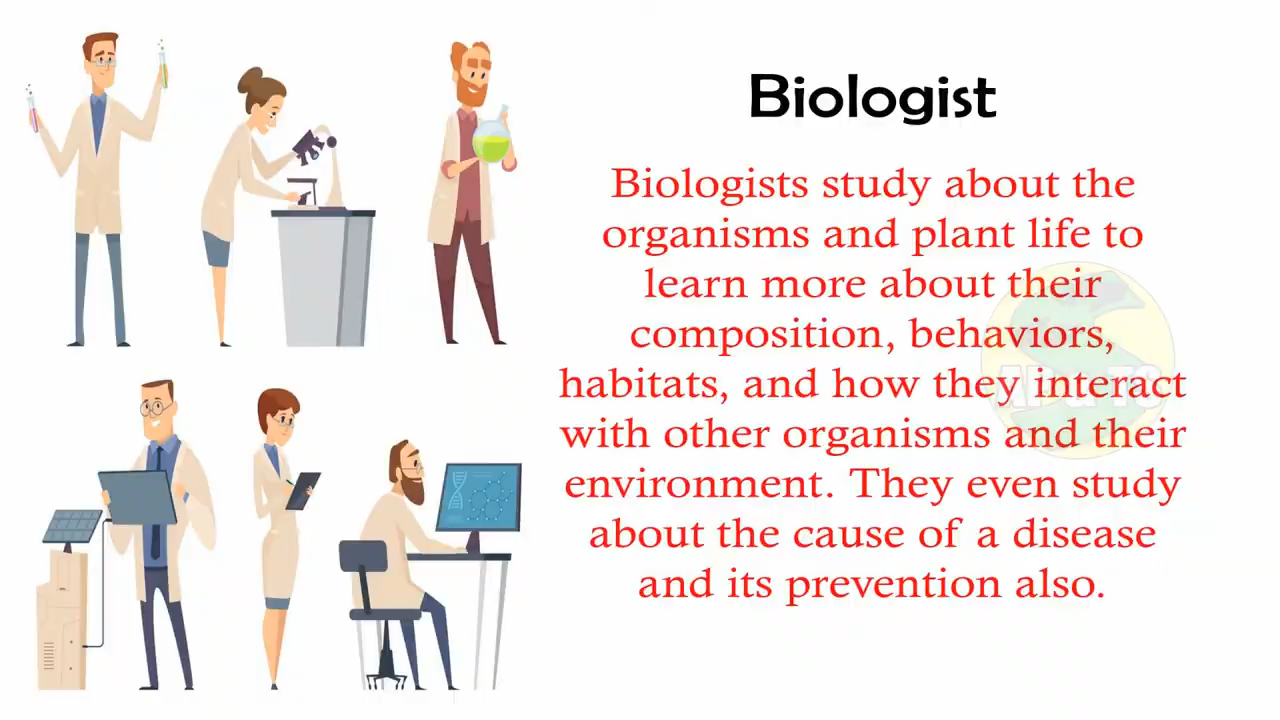 Biologist
Biologists study about the
organisms and plant life to
learn more about their
composition, behaviors,
habitats, and how they interact
with other organisms and their
environment. They even study
about the cause of a disease
and its prevention also.